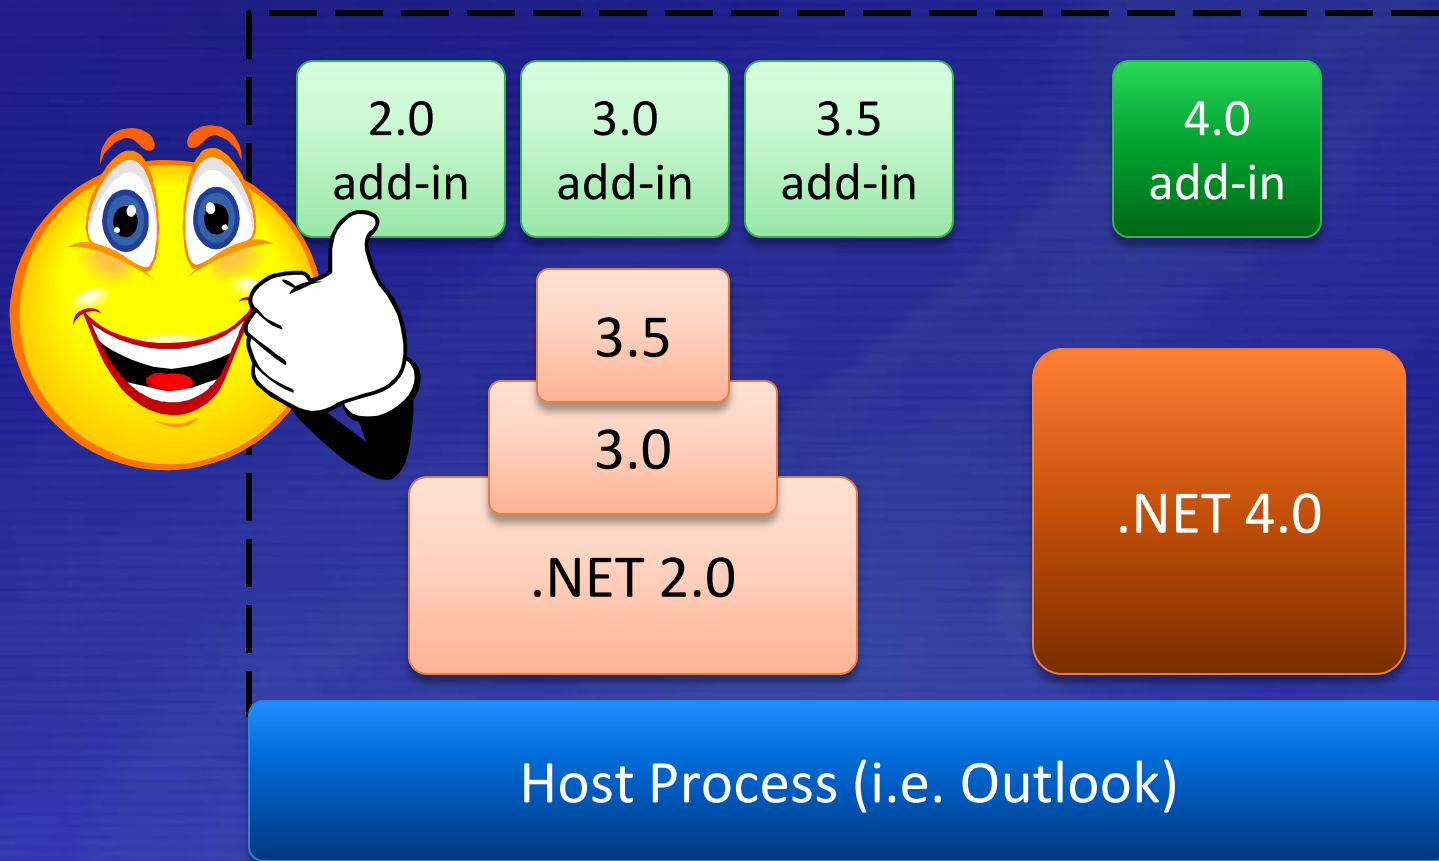 2.0
add-in
3.0
add-in
3.5
add-in
4.0
add-in
3.5
3.0
.NET 2.0
.NET 4.0
Host Process (i.e. Outlook)